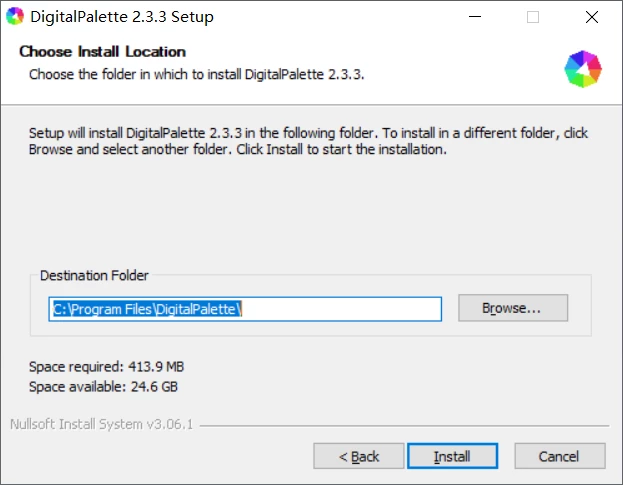 DigitalPalette 2.3.3 Setup
Choose Install Location
Choose the folder in which to install DigitalPalette 2.3.3.
Setup will install DigitalPalette 2.3.3 in the following folder. To install in a different folder, click
Browse and select another folder. Click Install to start the installation.
Destination Folder
C:\Program Files\DigitalPalette\
Browse...
Space required: 413.9 MB
Space available: 24.6 GB
Nullsoft Install System v3.06.1
< Back
Install
Cancel